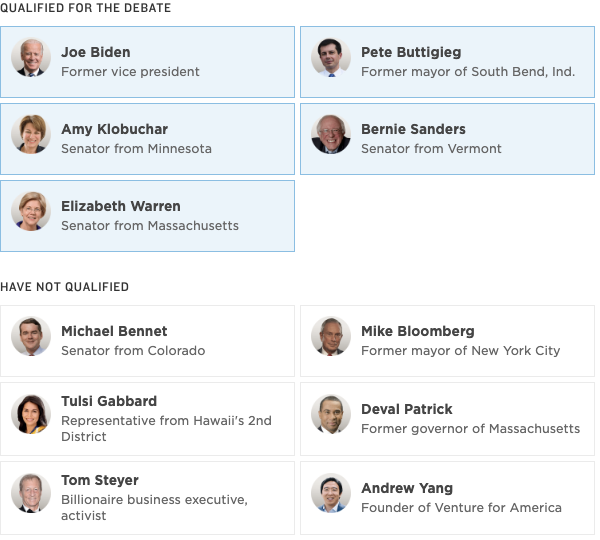 QUALIFIED FOR THE DEBATE
Joe Biden
Former vice president
Pete Buttigieg
Former mayor of South Bend, Ind.
Amy Klobuchar
Senator from Minnesota
Bernie Sanders
Senator from Vermont
Elizabeth Warren
Senator from Massachusetts
HAVE NOT QUALIFIED
Michael Bennet
Senator from Colorado
Mike Bloomberg
Former mayor of New York City
Tulsi Gabbard
Representative from Hawaii's 2nd
District
Deval Patrick
Former governor of Massachusetts
Tom Steyer
Billionaire business executive,
activist
Andrew Yang
Founder of Venture for America